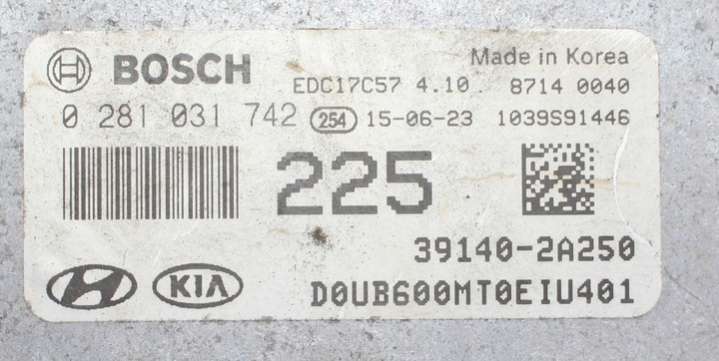 BOSCH
Made in Korea
EDC17C57 4.10 8714 0040
0 281 031 742 254 15-06-23 1039S91446
225
39140-2A250
KIA
D0UB600MT0EIU401